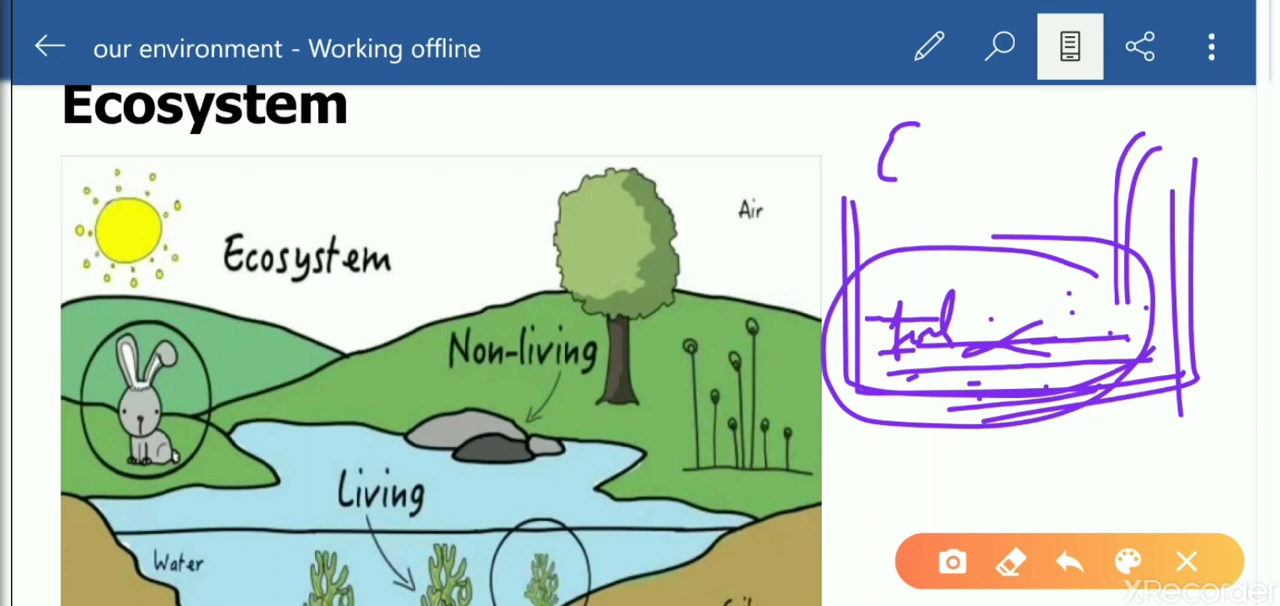 our environment - Working offline
Ecosystem
Air
Ecosystem
Non-living
Living
Water
XRecorder